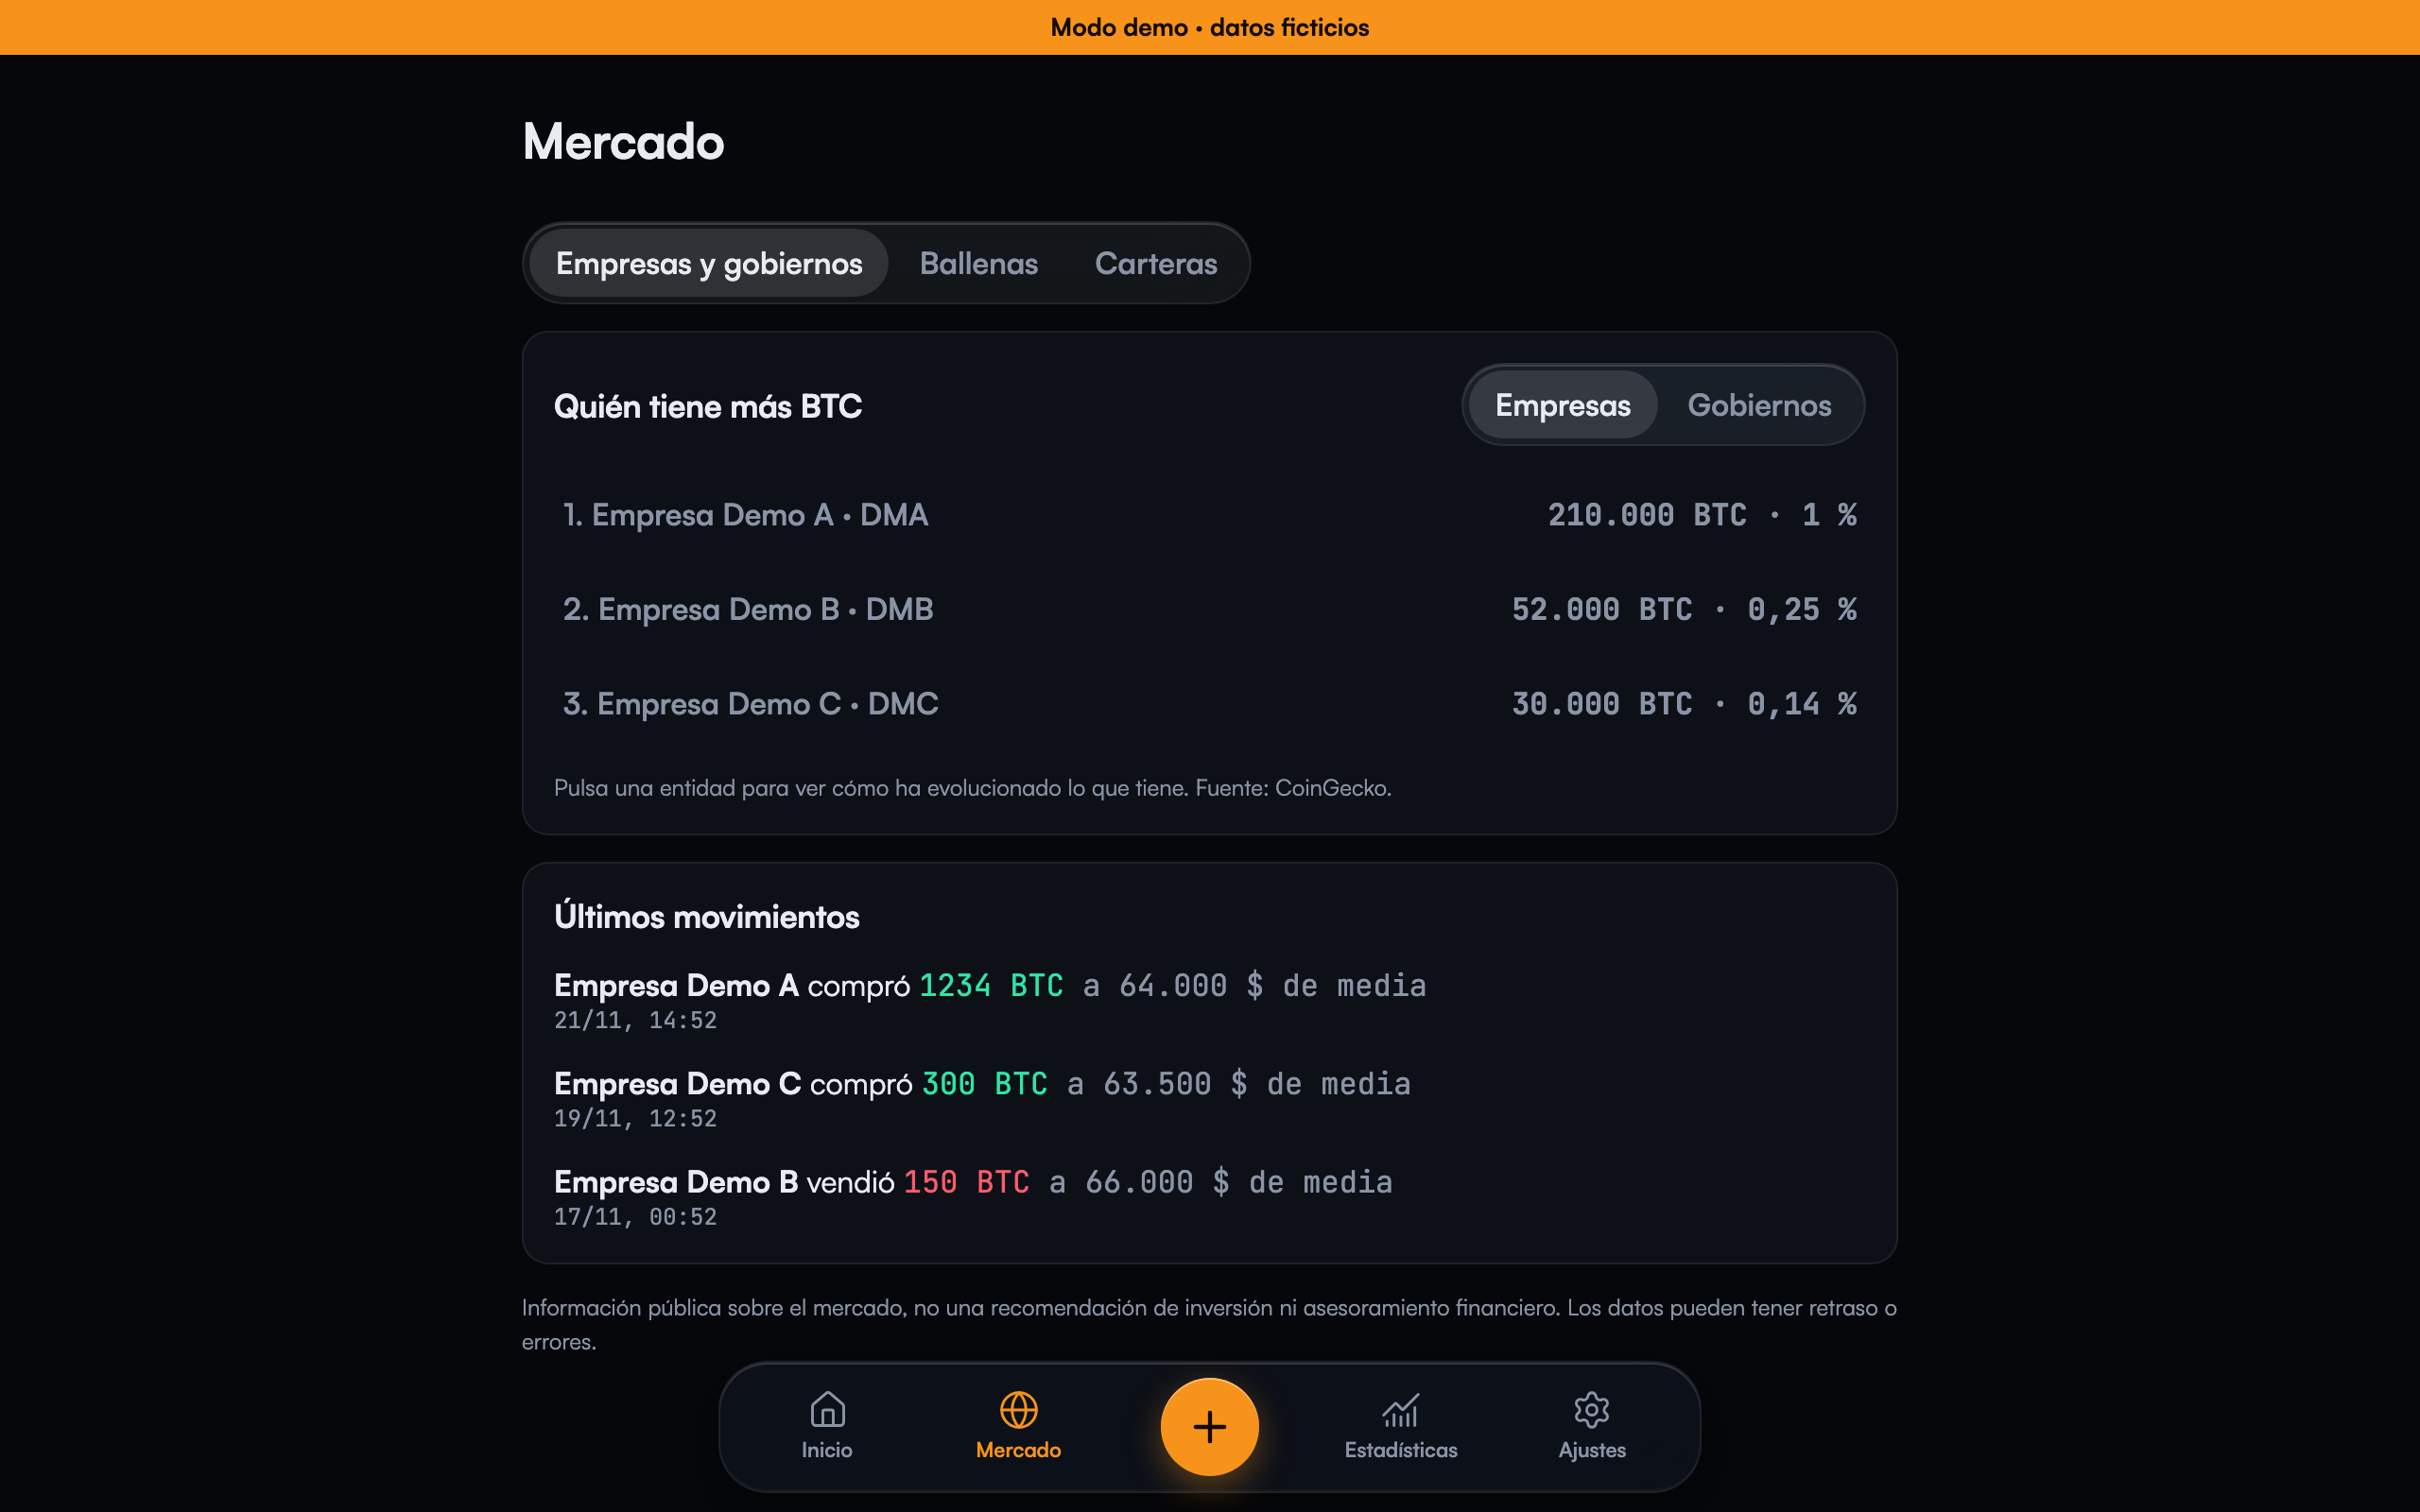 Modo demo · datos ficticios
Mercado
Empresas y gobiernos Ballenas Carteras
Quién tiene más BTC Empresas Gobiernos
1. Empresa Demo A · DMA 210.000 BTC · 1 %
2. Empresa Demo B · DMB 52.000 BTC · 0,25 %
3. Empresa Demo C · DMC 30.000 BTC · 0,14 %
Pulsa una entidad para ver cómo ha evolucionado lo que tiene. Fuente: CoinGecko.
Últimos movimientos
Empresa Demo A compró 1234 BTC a 64.000 $ de media
21/11, 14:52
Empresa Demo C compró 300 BTC a 63.500 $ de media
19/11, 12:52
Empresa Demo B vendió 150 BTC a 66.000 $ de media
17/11, 00:52
Información pública sobre el mercado, no una recomendación de inversión ni asesoramiento financiero. Los datos pueden tener retraso o
errores.
Inicio Mercado + Estadísticas Ajustes